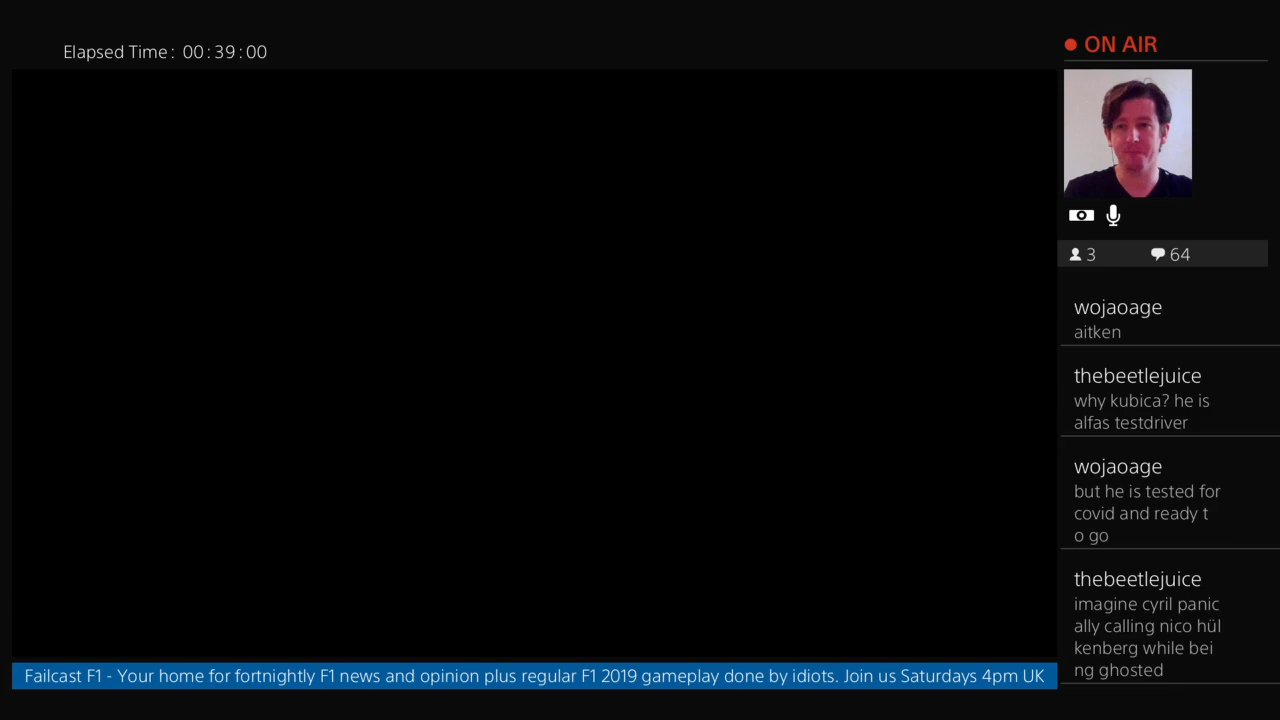 Elapsed Time: 00:39:00
ON AIR
3 64
wojaoage
aitken
thebeetlejuice
why kubica? he is
alfas testdriver
wojaoage
but he is tested for
covid and ready t
o go
thebeetlejuice
imagine cyril panic
ally calling nico hül
kenberg while bei
ng ghosted
Failcast F1 - Your home for fortnightly F1 news and opinion plus regular F1 2019 gameplay done by idiots. Join us Saturdays 4pm UK